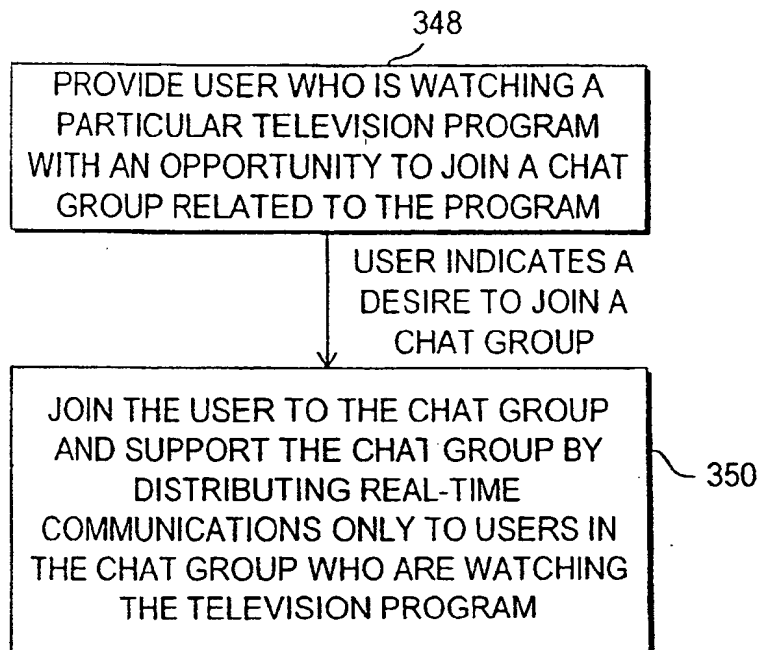 348
PROVIDE USER WHO IS WATCHING A
PARTICULAR TELEVISION PROGRAM
WITH AN OPPORTUNITY TO JOIN A CHAT
GROUP RELATED TO THE PROGRAM
USER INDICATES A
DESIRE TO JOIN A
CHAT GROUP
JOIN THE USER TO THE CHAT GROUP
AND SUPPORT THE CHAT GROUP BY
DISTRIBUTING REAL-TIME
COMMUNICATIONS ONLY TO USERS IN
THE CHAT GROUP WHO ARE WATCHING
THE TELEVISION PROGRAM
350